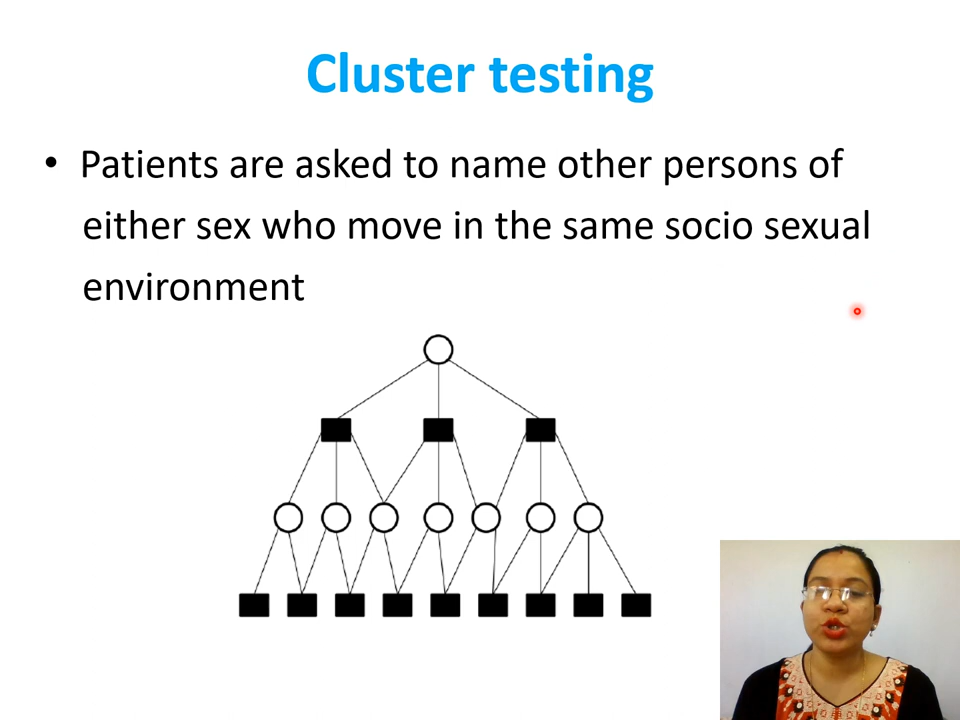 Cluster testing
• Patients are asked to name other persons of
either sex who move in the same socio sexual
environment